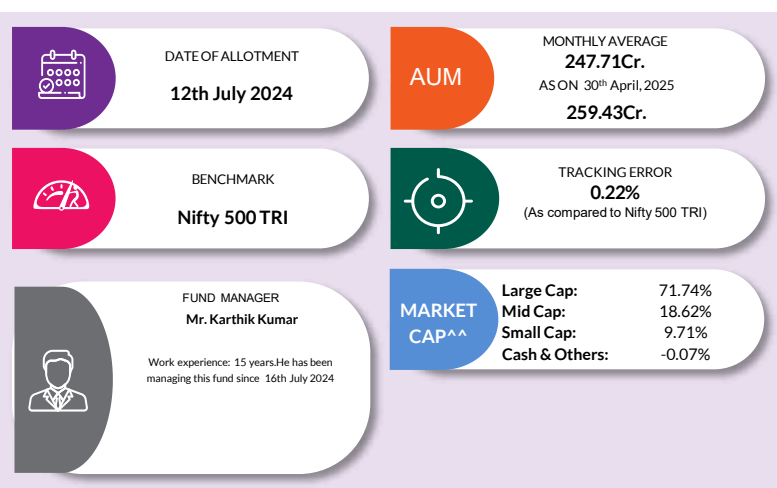 DATE OF ALLOTMENT
12th July 2024
AUM
MONTHLY AVERAGE
247.71Cr.
AS ON 30th April, 2025
259.43Cr.
BENCHMARK
Nifty 500 TRI
TRACKING ERROR
0.22%
(As compared to Nifty 500 TRI)
FUND MANAGER
Mr. Karthik Kumar
Work experience: 15 years.He has been
managing this fund since 16th July 2024
MARKET
CAP^^
Large Cap: 71.74%
Mid Cap: 18.62%
Small Cap: 9.71%
Cash & Others: -0.07%